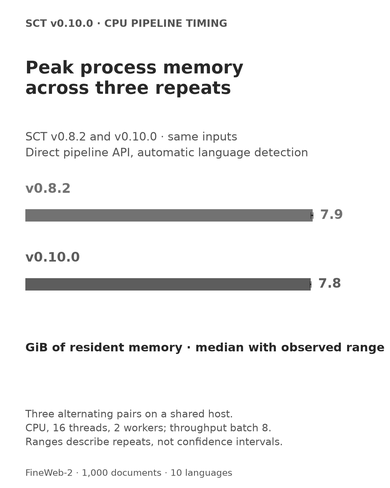 SCT v0.10.0 · CPU PIPELINE TIMING
Peak process memory
across three repeats
SCT v0.8.2 and v0.10.0 · same inputs
Direct pipeline API, automatic language detection
v0.8.2
7.9
v0.10.0
7.8
GiB of resident memory · median with observed range
Three alternating pairs on a shared host.
CPU, 16 threads, 2 workers; throughput batch 8.
Ranges describe repeats, not confidence intervals.
FineWeb-2 · 1,000 documents · 10 languages